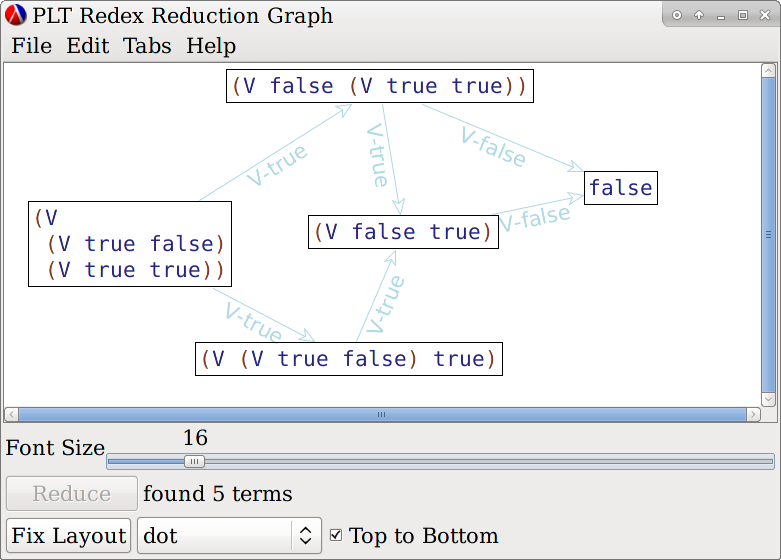 PLT Redex Reduction Graph
File Edit Tabs Help
(V false (V true true))
V-true
V-true
V-false
false
(V
(V true false)
(V true true))
(V false true)
V-false
V-true
V-true
(V (V true false) true)
16
Font Size
Reduce found 5 terms
Fix Layout dot Top to Bottom